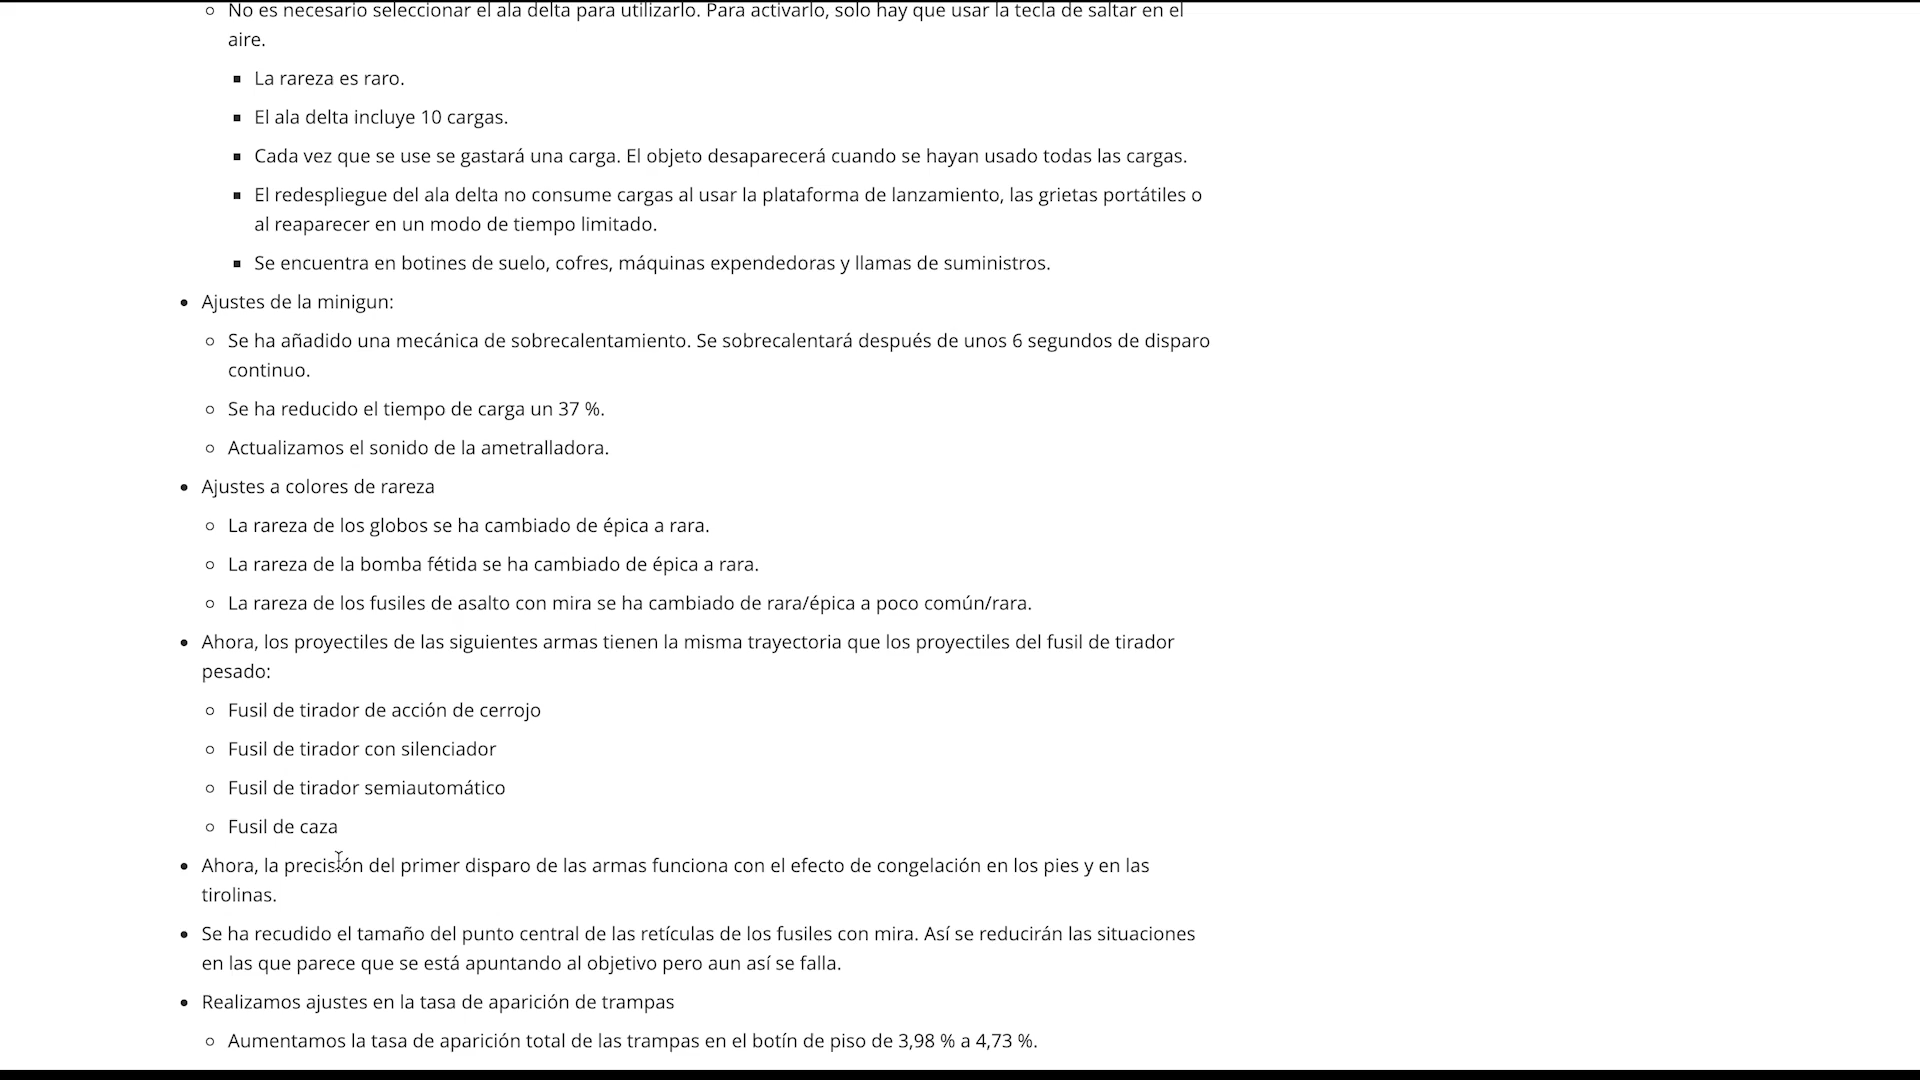 No es necesario seleccionar el ala delta para utilizarlo. Para activarlo, solo hay que usar la tecla de saltar en el
aire.
La rareza es raro.
El ala delta incluye 10 cargas.
Cada vez que se use se gastará una carga. El objeto desaparecerá cuando se hayan usado todas las cargas.
El redespliegue del ala delta no consume cargas al usar la plataforma de lanzamiento, las grietas portátiles o
al reaparecer en un modo de tiempo limitado.
Se encuentra en botines de suelo, cofres, máquinas expendedoras y llamas de suministros.
Ajustes de la minigun:
Se ha añadido una mecánica de sobrecalentamiento. Se sobrecalentará después de unos 6 segundos de disparo
continuo.
Se ha reducido el tiempo de carga un 37 %.
Actualizamos el sonido de la ametralladora.
Ajustes a colores de rareza
La rareza de los globos se ha cambiado de épica a rara.
La rareza de la bomba fétida se ha cambiado de épica a rara.
La rareza de los fusiles de asalto con mira se ha cambiado de rara/épica a poco común/rara.
Ahora, los proyectiles de las siguientes armas tienen la misma trayectoria que los proyectiles del fusil de tirador
pesado:
Fusil de tirador de acción de cerrojo
Fusil de tirador con silenciador
Fusil de tirador semiautomático
Fusil de caza
Ahora, la precisión del primer disparo de las armas funciona con el efecto de congelación en los pies y en las
tirolinas.
Se ha recudido el tamaño del punto central de las retículas de los fusiles con mira. Así se reducirán las situaciones
en las que parece que se está apuntando al objetivo pero aun así se falla.
Realizamos ajustes en la tasa de aparición de trampas
Aumentamos la tasa de aparición total de las trampas en el botín de piso de 3,98 % a 4,73 %.